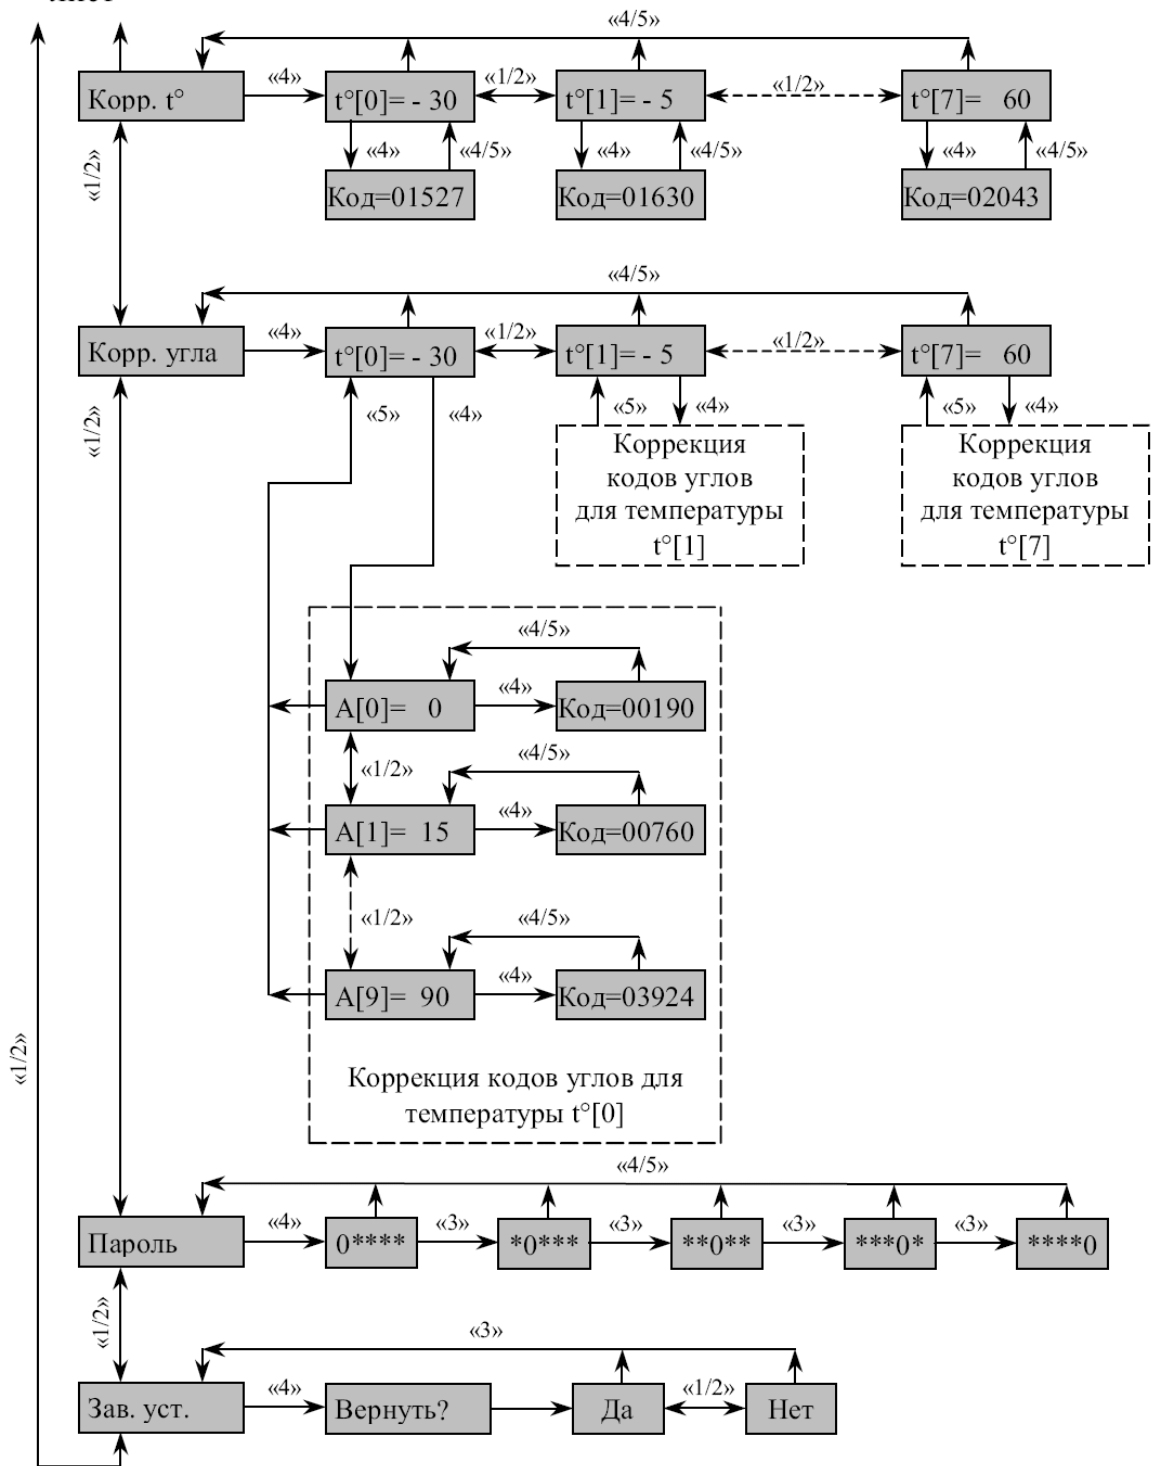 «4/5»
Корр. t°
«4»
t°[0]= - 30
«1/2»
t°[1]= - 5
«1/2»
t°[7]= 60
«4»
«4/5»
«4»
«4/5»
«4»
«4/5»
«1/2»
Код=01527
Код=01630
Код=02043
«4/5»
Корр. угла
«4»
t°[0]= - 30
«1/2»
t°[1]= - 5
«1/2»
t°[7]= 60
«1/2»
«5»
«4»
«5»
«4»
«5»
«4»
Коррекция
кодов углов
для температуры
t°[1]
Коррекция
кодов углов
для температуры
t°[7]
«4/5»
A[0]= 0
«4»
Код=00190
«1/2»
«4/5»
A[1]= 15
«4»
Код=00760
«1/2»
«4/5»
A[9]= 90
«4»
Код=03924
Коррекция кодов углов для
температуры t°[0]
«1/2»
«4/5»
Пароль
«4»
0****
«3»
*0***
«3»
**0**
«3»
***0*
«3»
****0
«1/2»
«3»
Зав. уст.
«4»
Вернуть?
Да
«1/2»
Нет